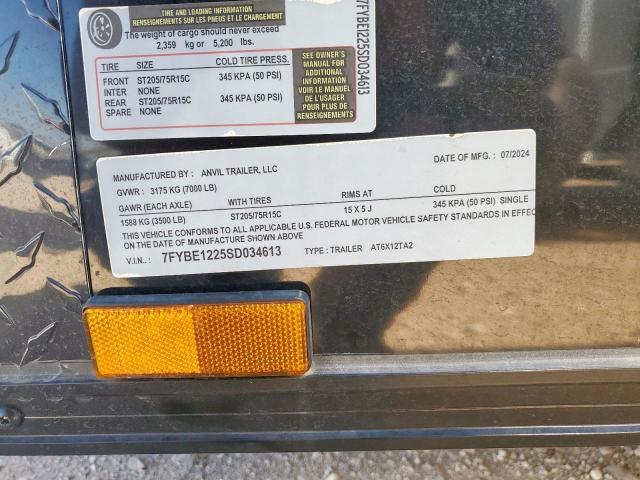 TIRE AND LOADING INFORMATION
RENSEIGNEMENTS SUR LES PNEUS ET LE CHARGEMENT
The weight of cargo should never exceed
2,359 kg or 5,200 lbs.
TIRE SIZE COLD TIRE PRESS
FRONT ST205/75R15C 345 KPA (50 PSI)
INTER NONE
REAR ST205/75R15C 345 KPA (50 PSI)
SPARE NONE
SEE OWNER'S
MANUAL FOR
ADDITIONAL
INFORMATION
VOIR LE MANUEL
DE L'USAGER
POUR PLUS DE
RENSEIGNEMENTS
7FYBE1225SD034613
MANUFACTURED BY : ANVIL TRAILER, LLC DATE OF MFG. : 07/2024
GVWR : 3175 KG (7000 LB)
GAWR (EACH AXLE) WITH TIRES RIMS AT COLD
1588 KG (3500 LB) ST205/75R15C 15 X 5 J 345 KPA (50 PSI) SINGLE
THIS VEHICLE CONFORMS TO ALL APPLICABLE U.S. FEDERAL MOTOR VEHICLE SAFETY STANDARDS IN EFFEC
DATE OF MANUFACTURE SHOWN ABOVE.
V.I.N.: 7FYBE1225SD034613 TYPE : TRAILER AT6X12TA2